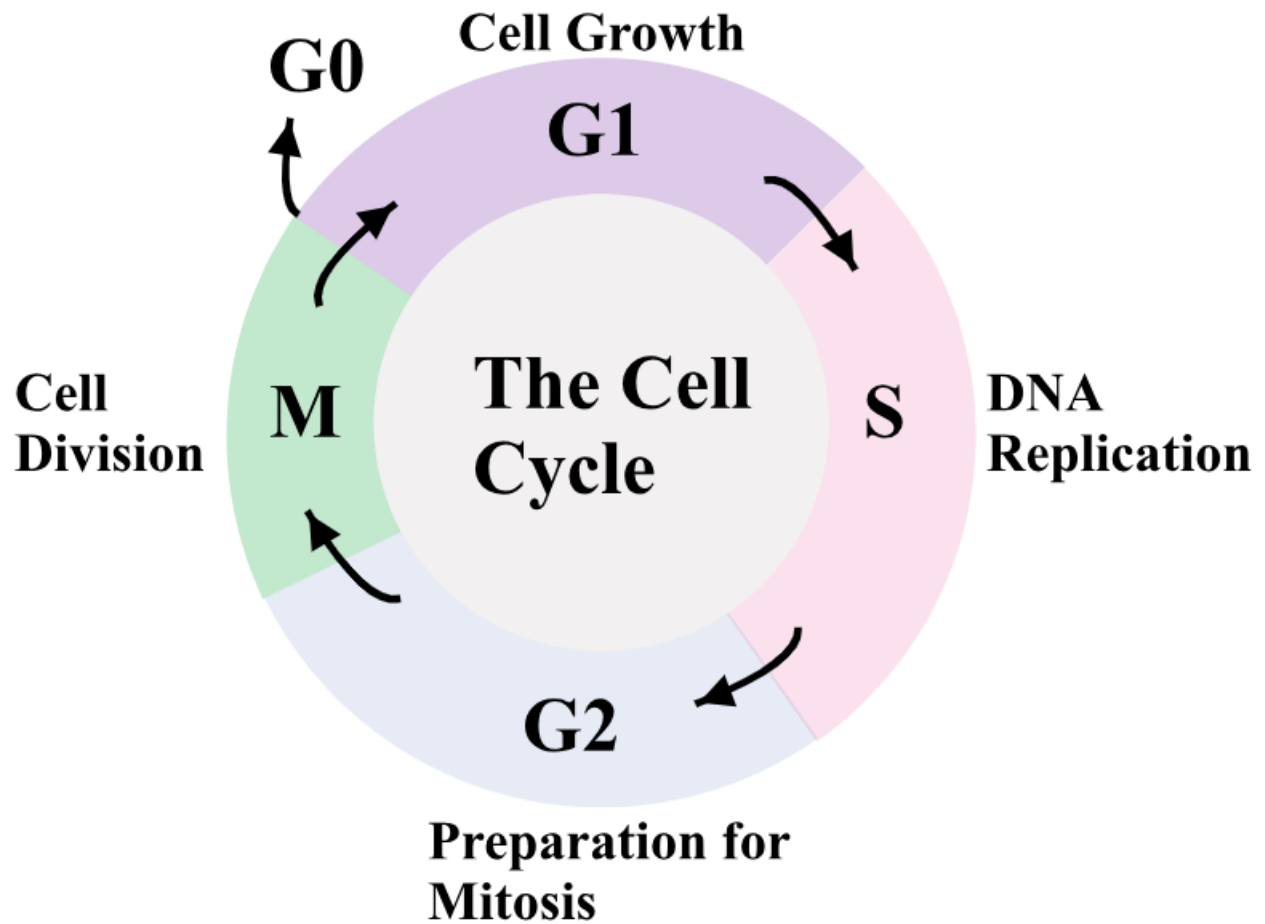 Cell Growth
G0
G1
The Cell
Cycle
Cell
Division
M
S
DNA
Replication
G2
Preparation for
Mitosis